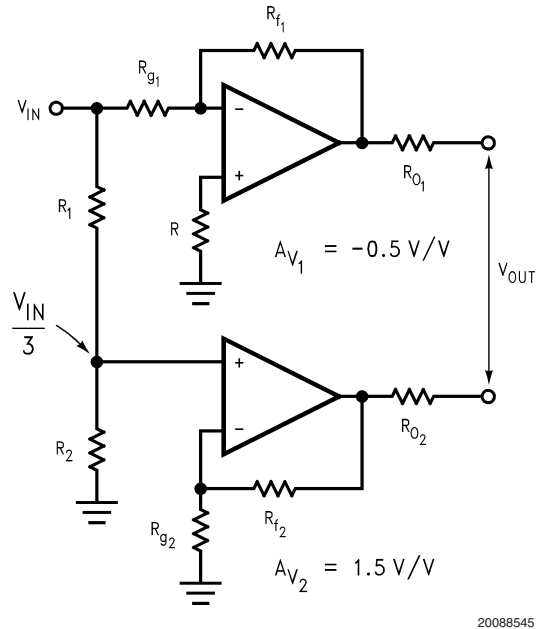 Rf1
Rg1
VIN
−
+
RO1
R1
R
AV1 = −0.5 V/V
VOUT
VIN
3
+
−
RO2
R2
Rf2
Rg2
AV2 = 1.5 V/V
20088545